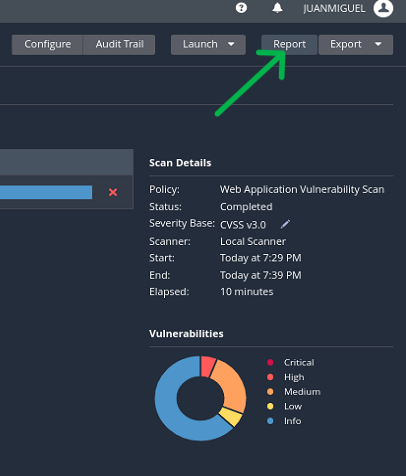 ? JUANMIGUEL
Configure Audit Trail Launch Report Export
Scan Details
Policy: Web Application Vulnerability Scan
Status: Completed
Severity Base: CVSS v3.0
Scanner: Local Scanner
Start: Today at 7:29 PM
End: Today at 7:39 PM
Elapsed: 10 minutes
Vulnerabilities
Critical
High
Medium
Low
Info